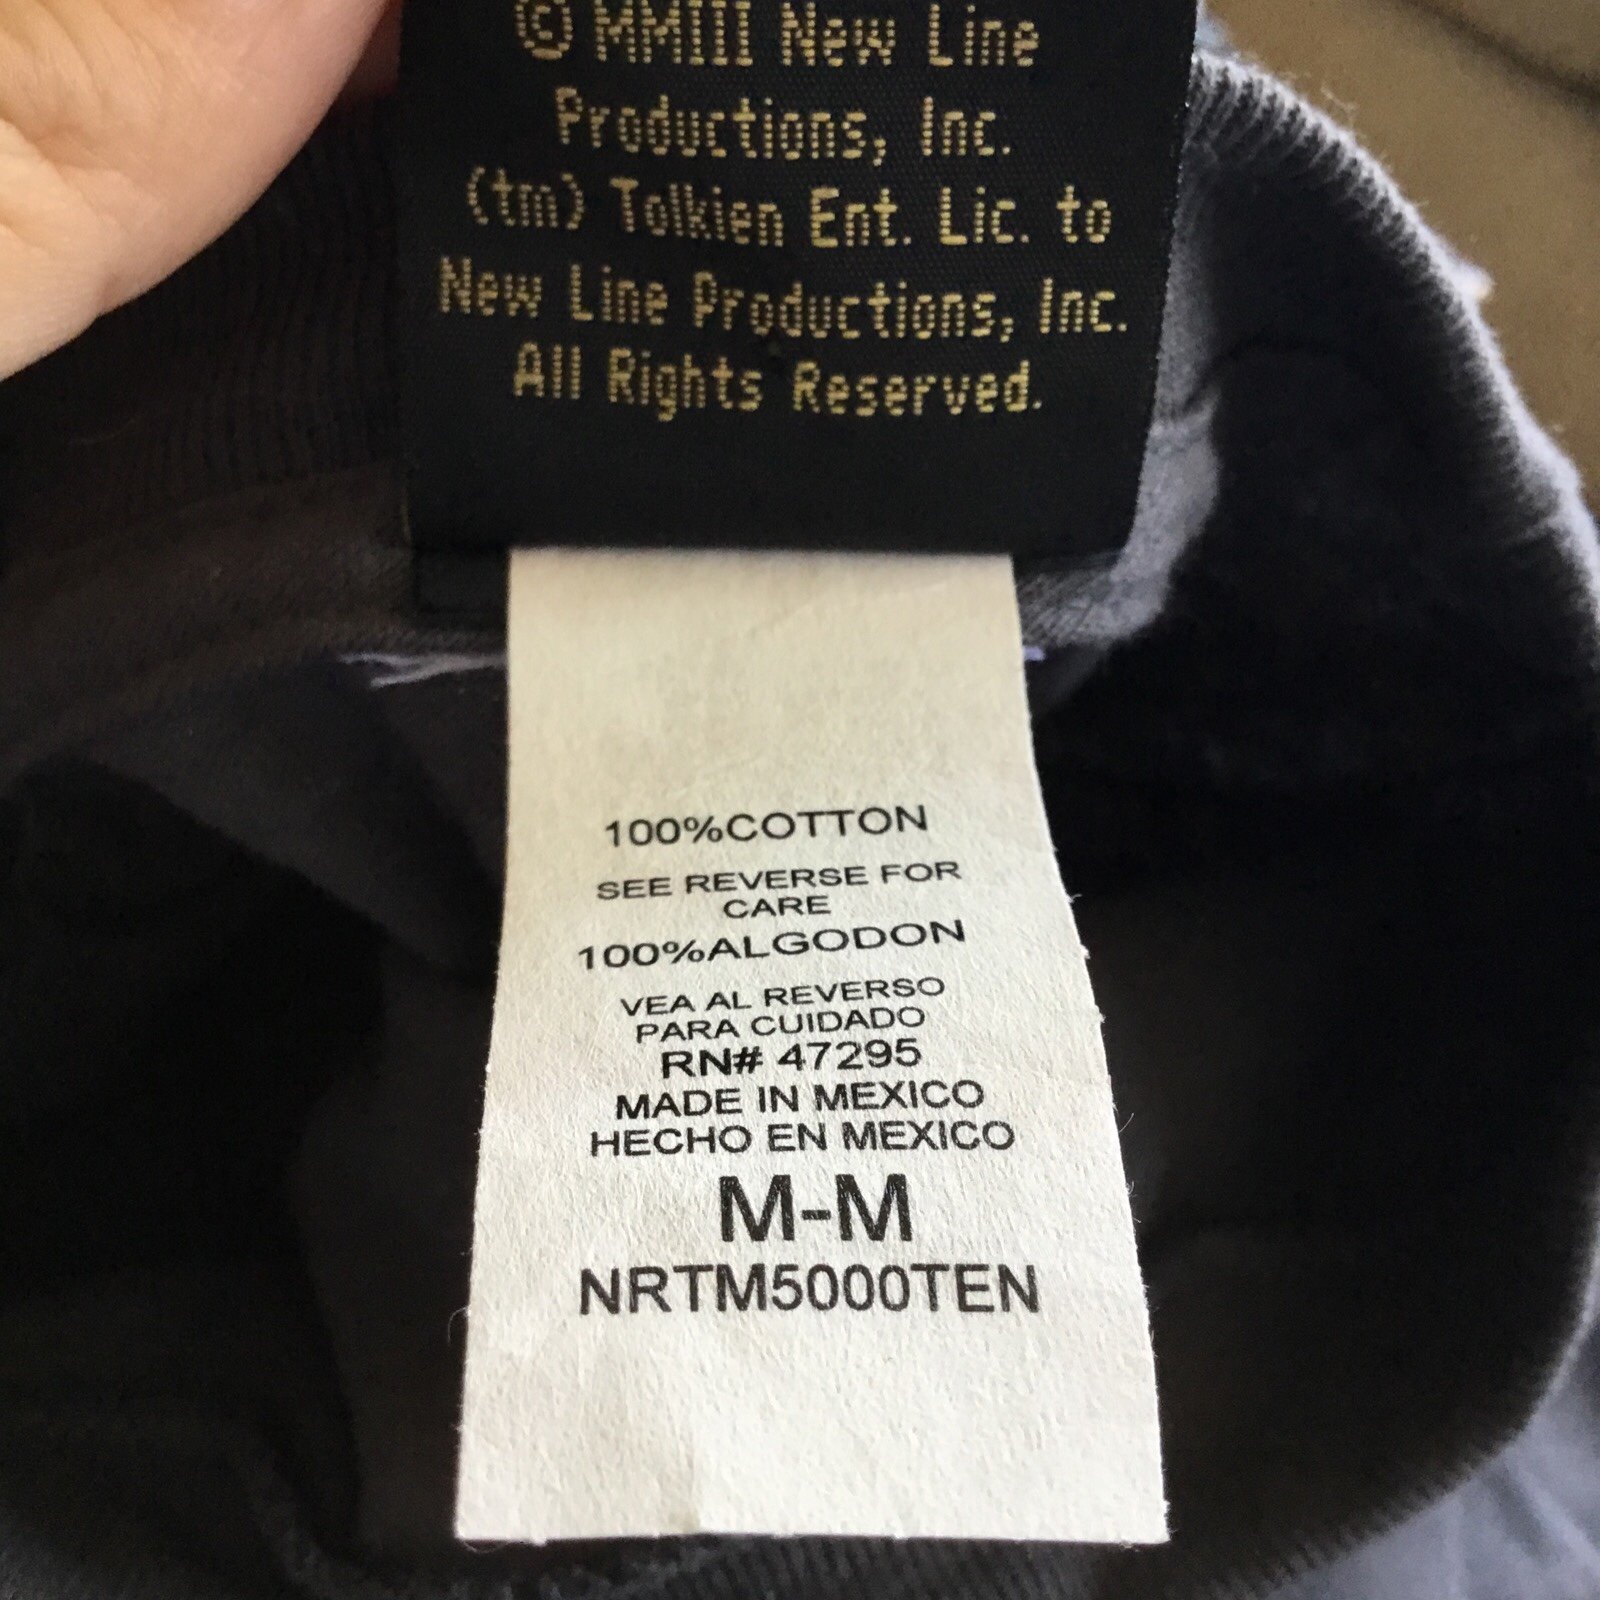 © MMIII New Line
Productions, Inc.
(tm) Tolkien Ent. Lic. to
New Line Productions, Inc.
All Rights Reserved.
100%COTTON
SEE REVERSE FOR
CARE
100%ALGODON
VEA AL REVERSO
PARA CUIDADO
RN# 47295
MADE IN MEXICO
HECHO EN MEXICO
M-M
NRTM5000TEN